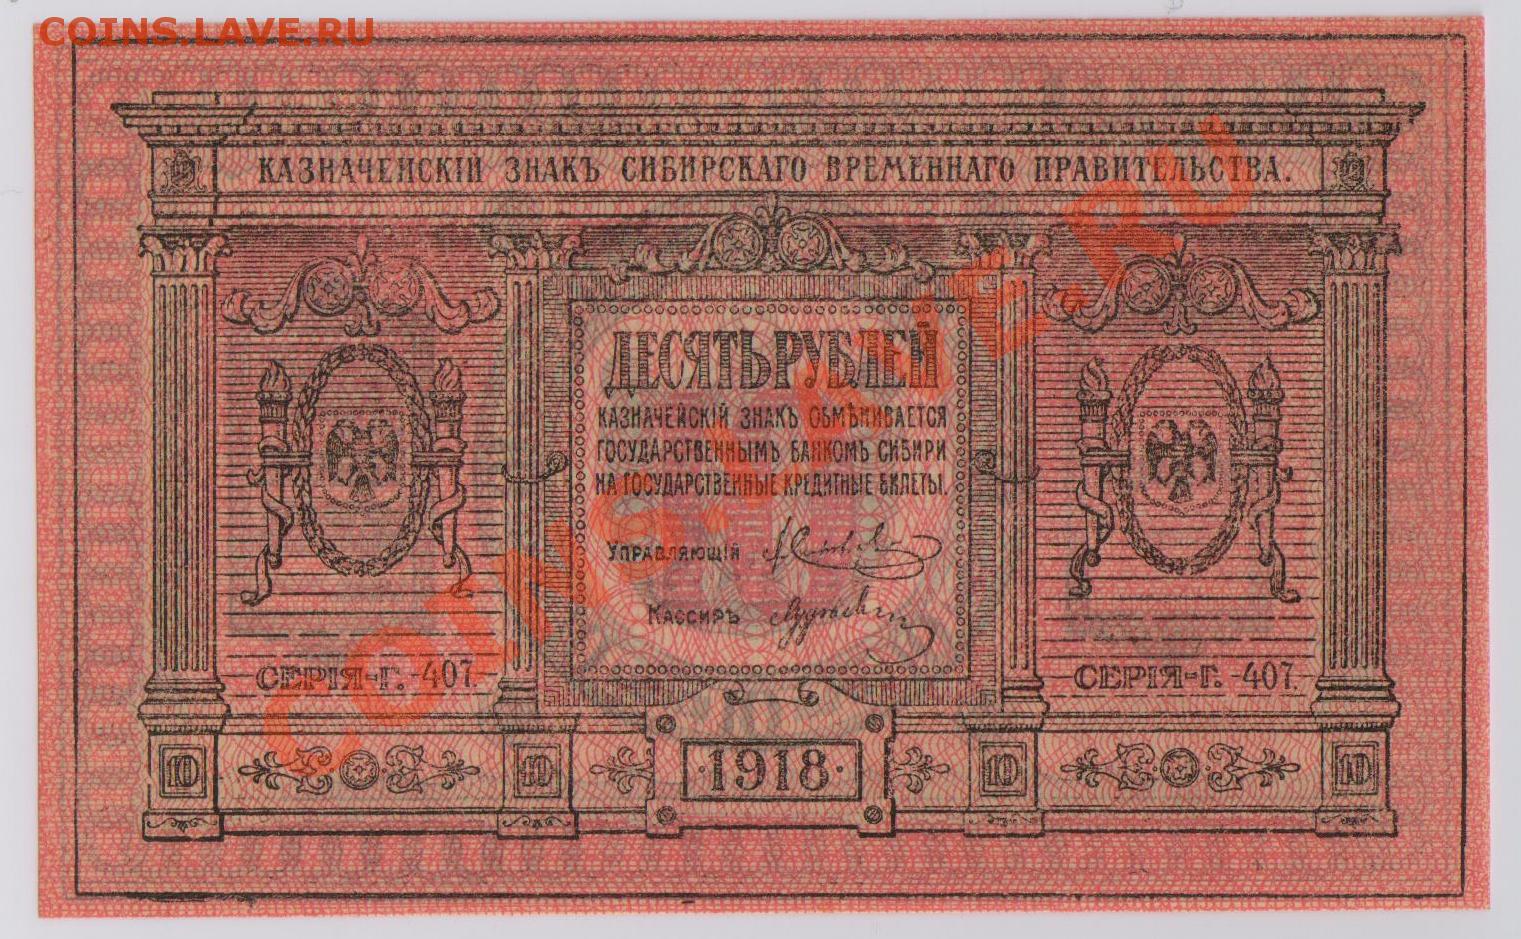 COINS.LAVE.RU
КАЗНАЧЕЙСКІЙ ЗНАКЪ СИБИРСКАГО ВРЕМЕННАГО ПРАВИТЕЛЬСТВА.
ДЕСЯТЬ РУБЛЕЙ
КАЗНАЧЕЙСКІЙ ЗНАКЪ ОБМѢНИВАЕТСЯ
ГОСУДАРСТВЕННЫМЪ БАНКОМЪ СИБИРИ
НА ГОСУДАРСТВЕННЫЕ КРЕДИТНЫЕ БИЛЕТЫ.
УПРАВЛЯЮЩІЙ
КАССИРЪ
СЕРІЯ-Г. -407.
СЕРІЯ-Г. -407.
10
10
·1918·
10
10
COINS.LAVE.RU